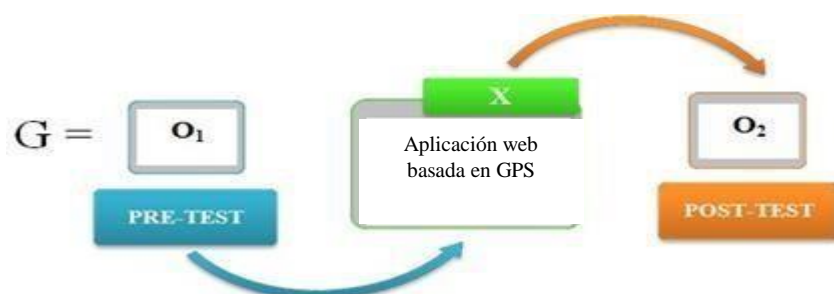 G =
O₁
PRE-TEST
X
Aplicación web
basada en GPS
O₂
POST-TEST